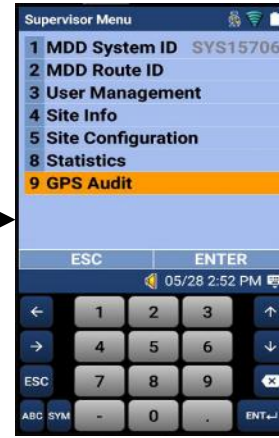 Supervisor Menu
1 MDD System ID SYS15706
2 MDD Route ID
3 User Management
4 Site Info
5 Site Configuration
8 Statistics
9 GPS Audit
ESC ENTER
05/28 2:52 PM
← 1 2 3 ↑
→ 4 5 6 ↓
ESC 7 8 9
ABC SYM - 0 . ENT↵